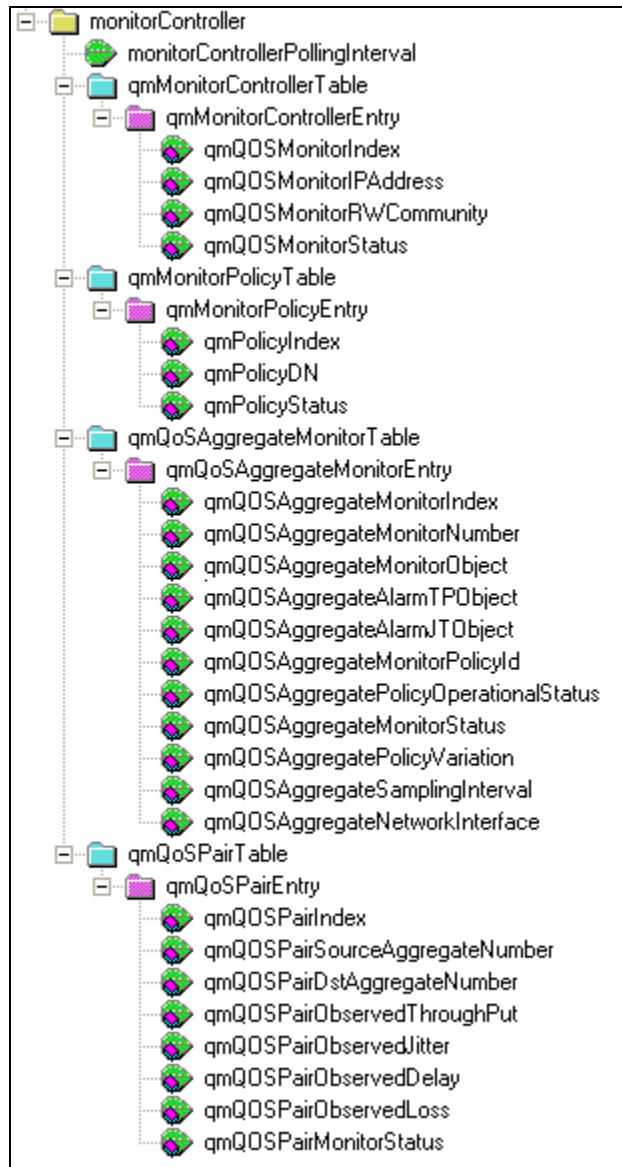 monitorController
monitorControllerPollingInterval
qmMonitorControllerTable
qmMonitorControllerEntry
qmQOSMonitorIndex
qmQOSMonitorIPAddress
qmQOSMonitorRWCommunity
qmQOSMonitorStatus
qmMonitorPolicyTable
qmMonitorPolicyEntry
qmPolicyIndex
qmPolicyDN
qmPolicyStatus
qmQoSAggregateMonitorTable
qmQoSAggregateMonitorEntry
qmQOSAggregateMonitorIndex
qmQOSAggregateMonitorNumber
qmQOSAggregateMonitorObject
qmQOSAggregateAlarmTPObject
qmQOSAggregateAlarmJTObject
qmQOSAggregateMonitorPolicyId
qmQOSAggregatePolicyOperationalStatus
qmQOSAggregateMonitorStatus
qmQOSAggregatePolicyVariation
qmQOSAggregateSamplingInterval
qmQOSAggregateNetworkInterface
qmQoSPairTable
qmQoSPairEntry
qmQOSPairIndex
qmQOSPairSourceAggregateNumber
qmQOSPairDstAggregateNumber
qmQOSPairObservedThroughPut
qmQOSPairObservedJitter
qmQOSPairObservedDelay
qmQOSPairObservedLoss
qmQOSPairMonitorStatus